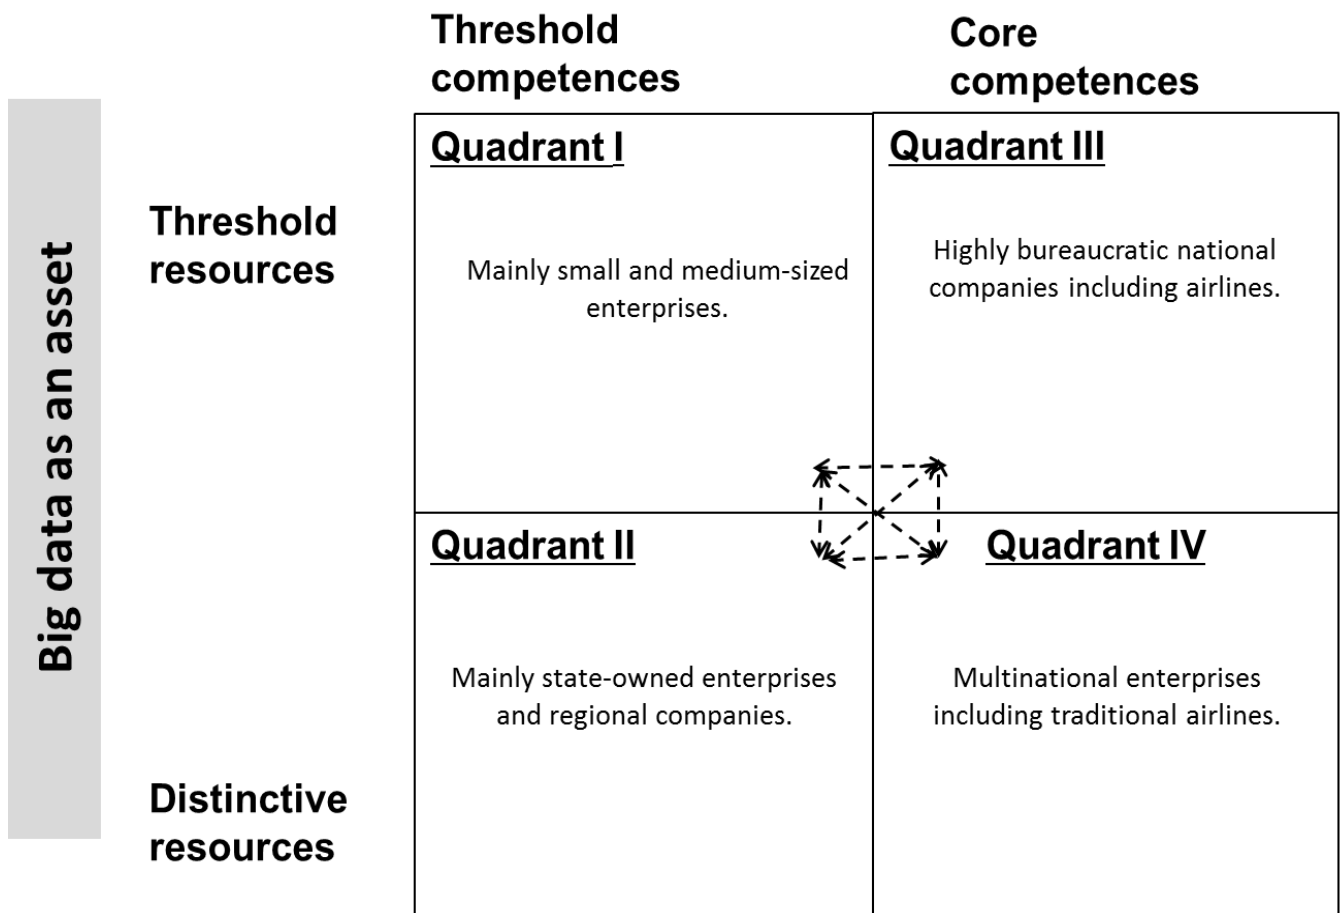 Threshold
competences
Core
competences
Big data as an asset
Threshold
resources
Quadrant I
Mainly small and medium-sized
enterprises.
Quadrant III
Highly bureaucratic national
companies including airlines.
Distinctive
resources
Quadrant II
Mainly state-owned enterprises
and regional companies.
Quadrant IV
Multinational enterprises
including traditional airlines.